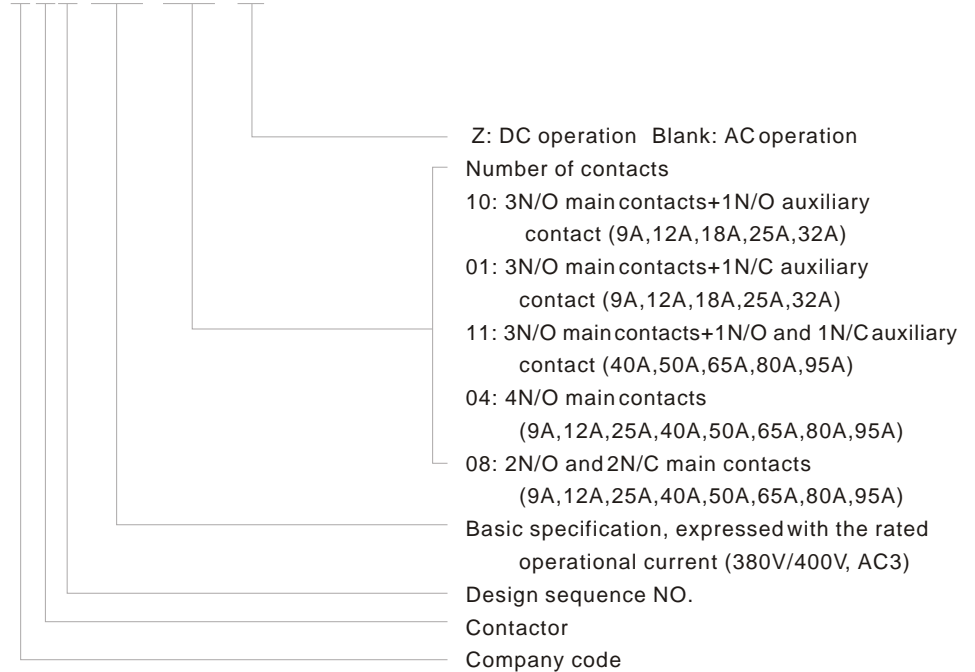 Z: DC operation Blank: AC operation
Number of contacts
10: 3N/O main contacts+1N/O auxiliary
contact (9A,12A,18A,25A,32A)
01: 3N/O main contacts+1N/C auxiliary
contact (9A,12A,18A,25A,32A)
11: 3N/O main contacts+1N/O and 1N/C auxiliary
contact (40A,50A,65A,80A,95A)
04: 4N/O main contacts
(9A,12A,25A,40A,50A,65A,80A,95A)
08: 2N/O and 2N/C main contacts
(9A,12A,25A,40A,50A,65A,80A,95A)
Basic specification, expressed with the rated
operational current (380V/400V, AC3)
Design sequence NO.
Contactor
Company code